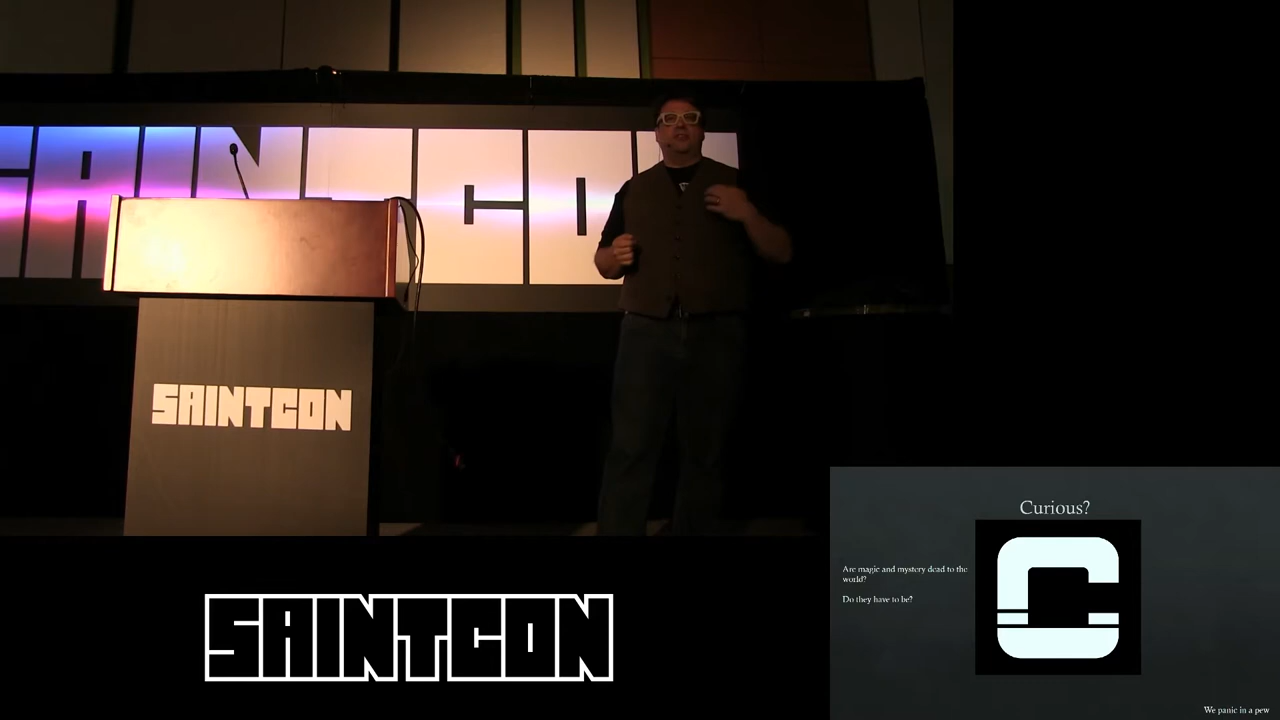 SAINTCON
SAINTCON
Curious?
Are magic and mystery dead to the
world?
Do they have to be?
C
We panic in a pew
SAINTCON